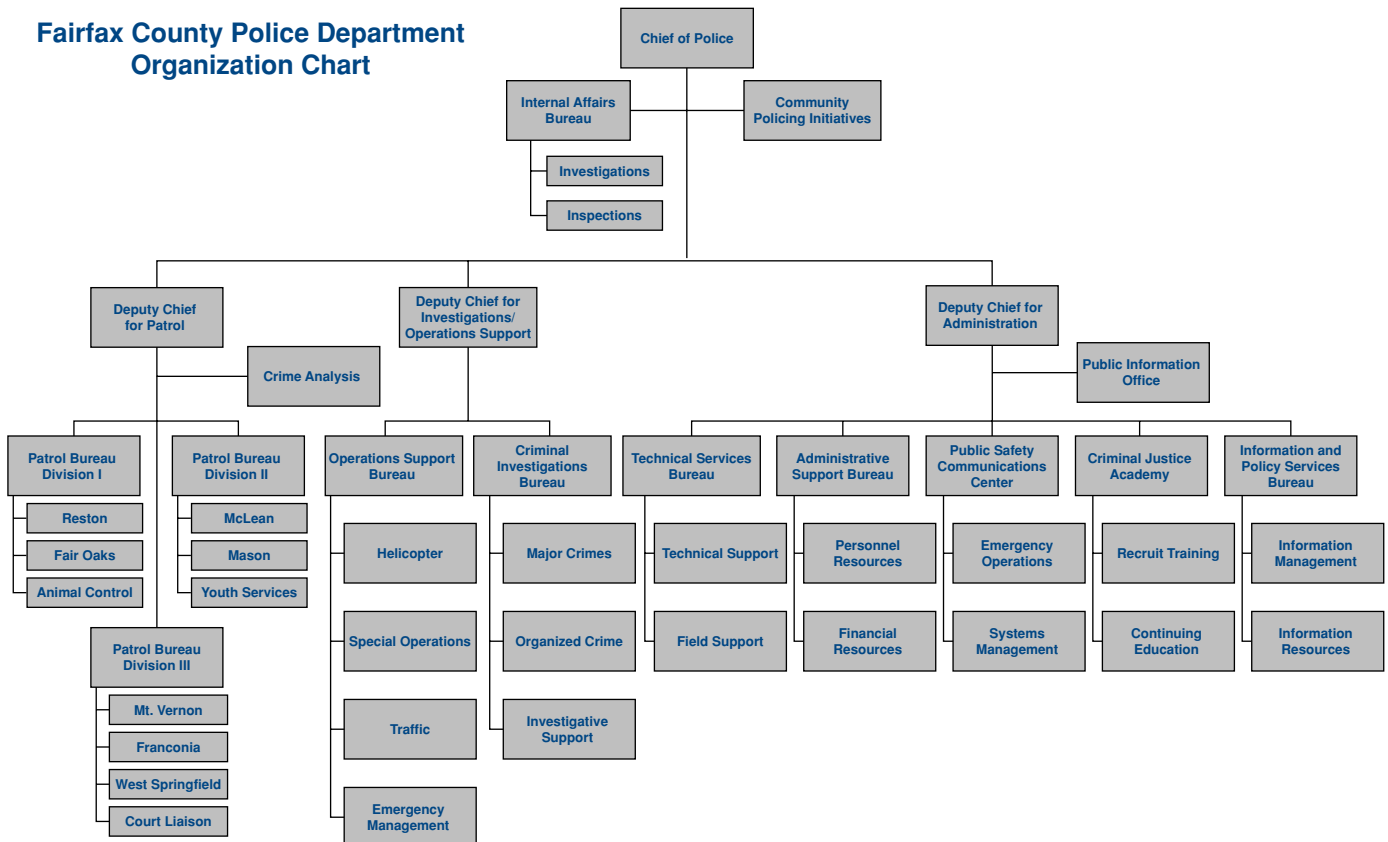 Fairfax County Police Department
Organization Chart
Chief of Police
Internal Affairs
Bureau
Community
Policing Initiatives
Investigations
Inspections
Deputy Chief
for Patrol
Deputy Chief for
Investigations/
Operations Support
Deputy Chief for
Administration
Crime Analysis
Public Information
Office
Patrol Bureau
Division I
Reston
Fair Oaks
Animal Control
Patrol Bureau
Division II
McLean
Mason
Youth Services
Patrol Bureau
Division III
Mt. Vernon
Franconia
West Springfield
Court Liaison
Operations Support
Bureau
Helicopter
Special Operations
Traffic
Emergency
Management
Criminal
Investigations
Bureau
Major Crimes
Organized Crime
Investigative
Support
Technical Services
Bureau
Technical Support
Field Support
Administrative
Support Bureau
Personnel
Resources
Financial
Resources
Public Safety
Communications
Center
Emergency
Operations
Systems
Management
Criminal Justice
Academy
Recruit Training
Continuing
Education
Information and
Policy Services
Bureau
Information
Management
Information
Resources